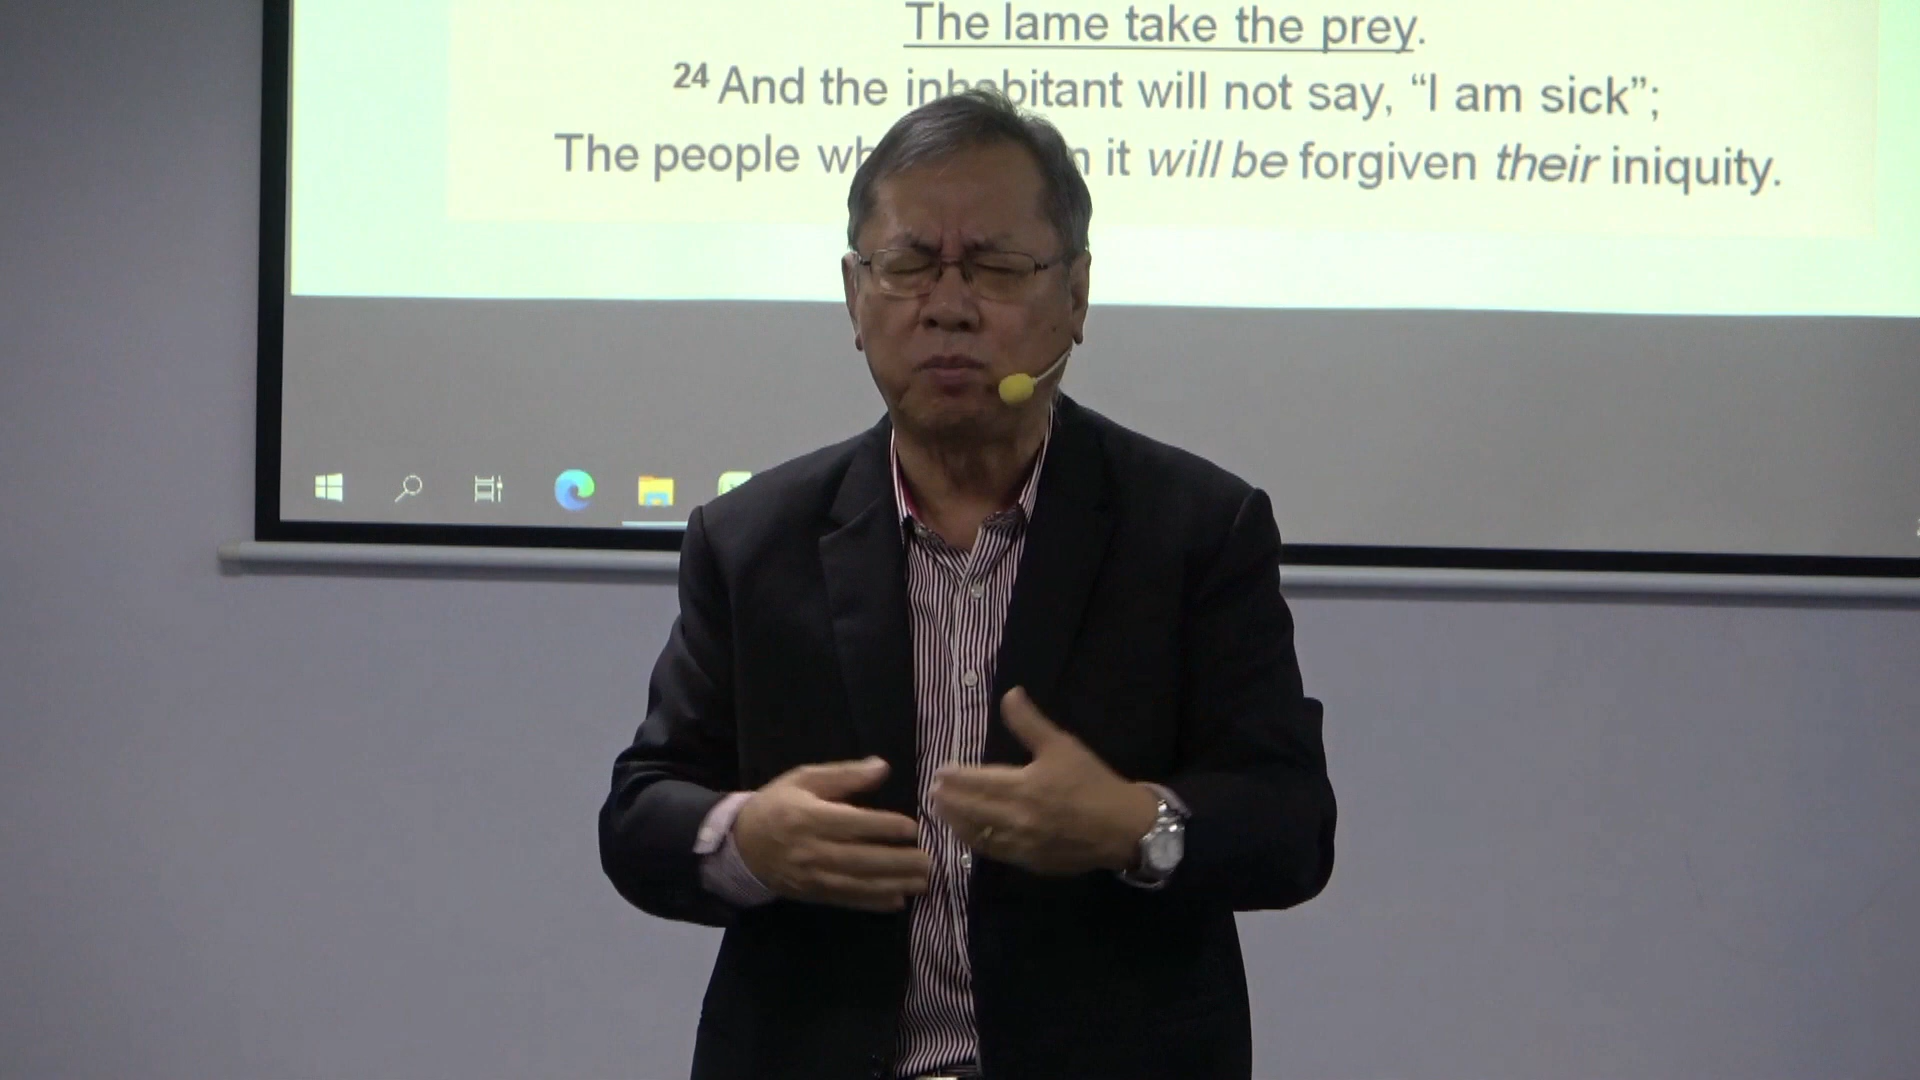 The lame take the prey.
24 And the inhabitant will not say, “I am sick”;
The people it will be forgiven their iniquity.